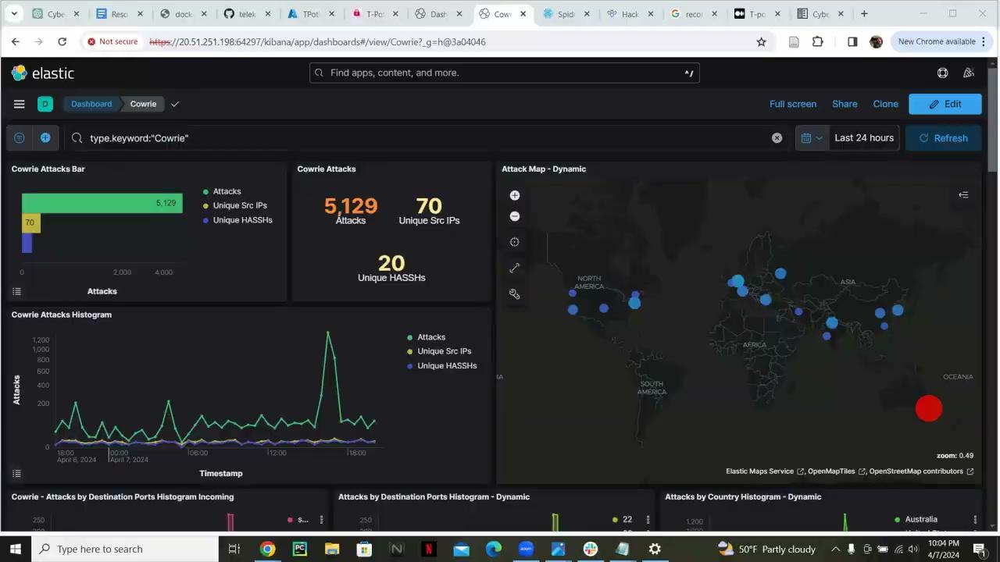 Cybe
Reso
doc
telek
TPot
T-Po
Dash
Cow
Spid
Hack
recor
T-po
Cybe
Not secure
https://20.51.251.198:64297/kibana/app/dashboards#/view/Cowrie?_g=h@3a04046
New Chrome available
elastic
Find apps, content, and more.
^/
D
Dashboard
Cowrie
Full screen
Share
Clone
Edit
type.keyword:"Cowrie"
Last 24 hours
Refresh
Cowrie Attacks Bar
5,129
70
Attacks
Unique Src IPs
Unique HASSHs
0
2,000
4,000
Attacks
Cowrie Attacks
5,129
Attacks
70
Unique Src IPs
20
Unique HASSHs
Attack Map - Dynamic
NORTH
AMERICA
ASIA
AFRICA
SOUTH
AMERICA
IA
OCEANIA
zoom: 0.49
Elastic Maps Service , OpenMapTiles , OpenStreetMap contributors
Cowrie Attacks Histogram
Attacks
1,200
1,000
800
600
400
200
0
18:00
April 6, 2024
00:00
April 7, 2024
06:00
12:00
18:00
Timestamp
Attacks
Unique Src IPs
Unique HASSHs
Cowrie - Attacks by Destination Ports Histogram Incoming
250
s...
Attacks by Destination Ports Histogram - Dynamic
250
22
Attacks by Country Histogram - Dynamic
1,200
Australia
Type here to search
50°F Partly cloudy
10:04 PM
4/7/2024